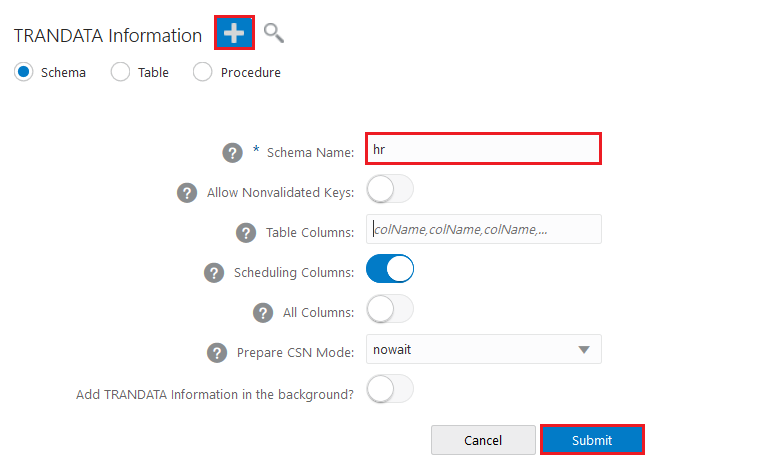 TRANDATA Information
Schema Table Procedure
? * Schema Name: hr
? Allow Nonvalidated Keys:
? Table Columns: colName,colName,colName,...
? Scheduling Columns:
? All Columns:
? Prepare CSN Mode: nowait
Add TRANDATA Information in the background?
Cancel Submit